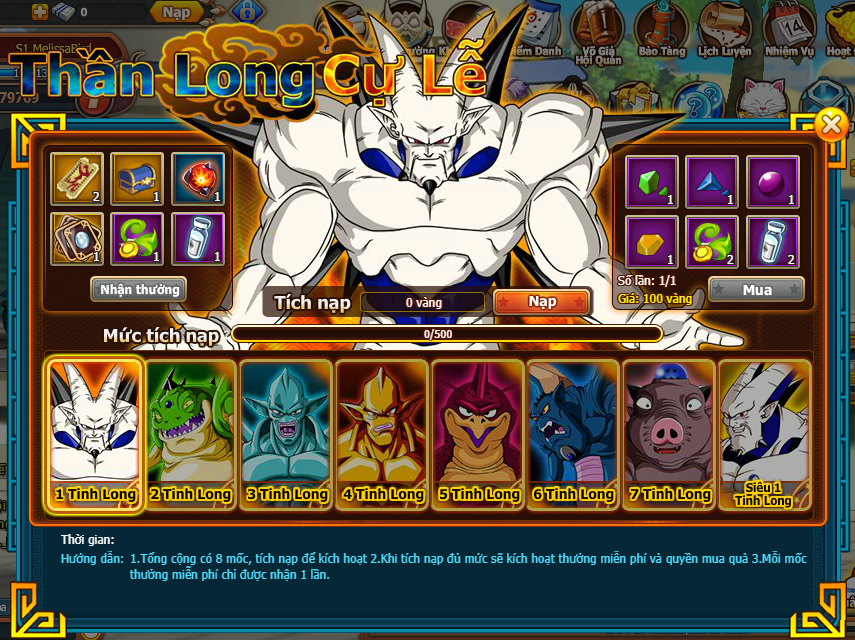 0
Nạp
S1.MelissaBird
Điểm Danh
Võ Giả
Hội Quán
Bảo Tàng
Lịch Luyện
Nhiệm Vụ
Hoạt
14
Thần Long Cự Lễ
2
1
1
1
1
1
Nhận thưởng
1
1
1
1
2
2
Số lần: 1/1
Giá: 100 vàng
Mua
Tích nạp
0 vàng
Nạp
Mức tích nạp
0/500
1 Tinh Long
2 Tinh Long
3 Tinh Long
4 Tinh Long
5 Tinh Long
6 Tinh Long
7 Tinh Long
Siêu 1
Tinh Long
Thời gian:
Hướng dẫn: 1.Tổng cộng có 8 mốc, tích nạp để kích hoạt 2.Khi tích nạp đủ mức sẽ kích hoạt thưởng miễn phí và quyền mua quà 3.Mỗi mốc
thưởng miễn phí chỉ được nhận 1 lần.